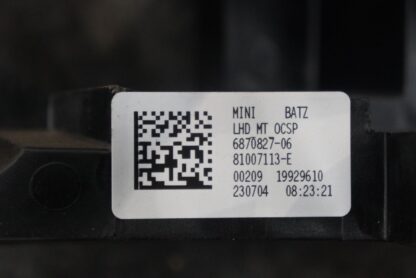 MINI BATZ
LHD MT OCSP
6870827-06
81007113-E
00209 19929610
230704 08:23:21